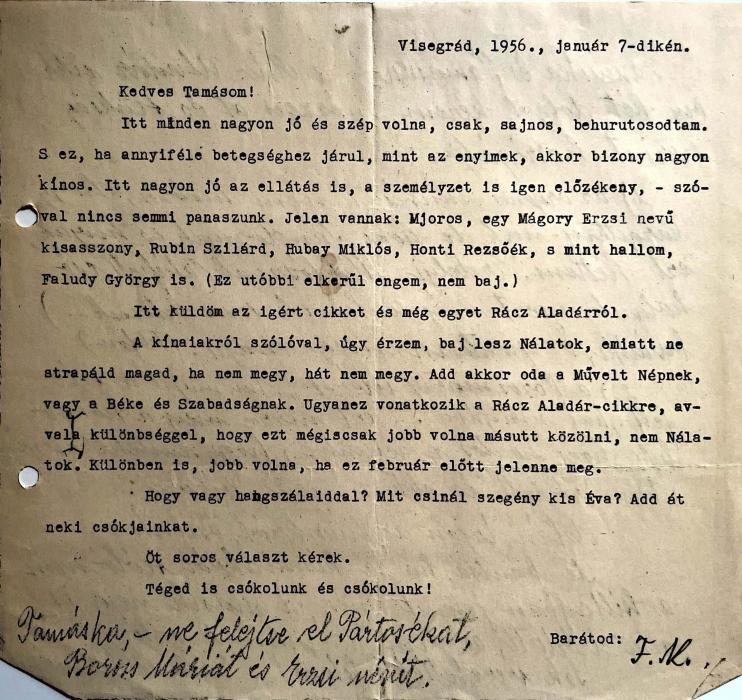 Visegrád, 1956., január 7-dikén.
Kedves Tamásom!
Itt minden nagyon jó és szép volna, csak, sajnos, behurutosodtam.
S ez, ha annyiféle betegséghez járul, mint az enyimek, akkor bizony nagyon
kínos. Itt nagyon jó az ellátás is, a személyzet is igen előzékeny, - szó-
val nincs semmi panaszunk. Jelen vannak: Mjoros, egy Mágory Erzsi nevű
kisasszony, Rubin Szilárd, Hubay Miklós, Honti Rezsőék, s mint hallom,
Faludy György is. (Ez utóbbi elkerűl engem, nem baj.)
Itt küldöm az igért cikket és még egyet Rácz Aladárról.
A kínaiakról szólóval, úgy érzem, baj lesz Nálatok, emiatt ne
strapáld magad, ha nem megy, hát nem megy. Add akkor oda a Művelt Népnek,
vagy a Béke és Szabadságnak. Ugyanez vonatkozik a Rácz Aladár-cikkre, av-
val a különbséggel, hogy ezt mégiscsak jobb volna másutt közölni, nem Nála-
tok. Különben is, jobb volna, ha ez február előtt jelenne meg.
Hogy vagy hangszálaiddal? Mit csinál szegény kis Éva? Add át
neki csókjainkat.
Öt soros választ kérek.
Téged is csókolunk és csókolunk!
Tamáska, - ne felejtse el Pártosékat,
Boros Máriát és Erzsi nénit.
Barátod: F. M.